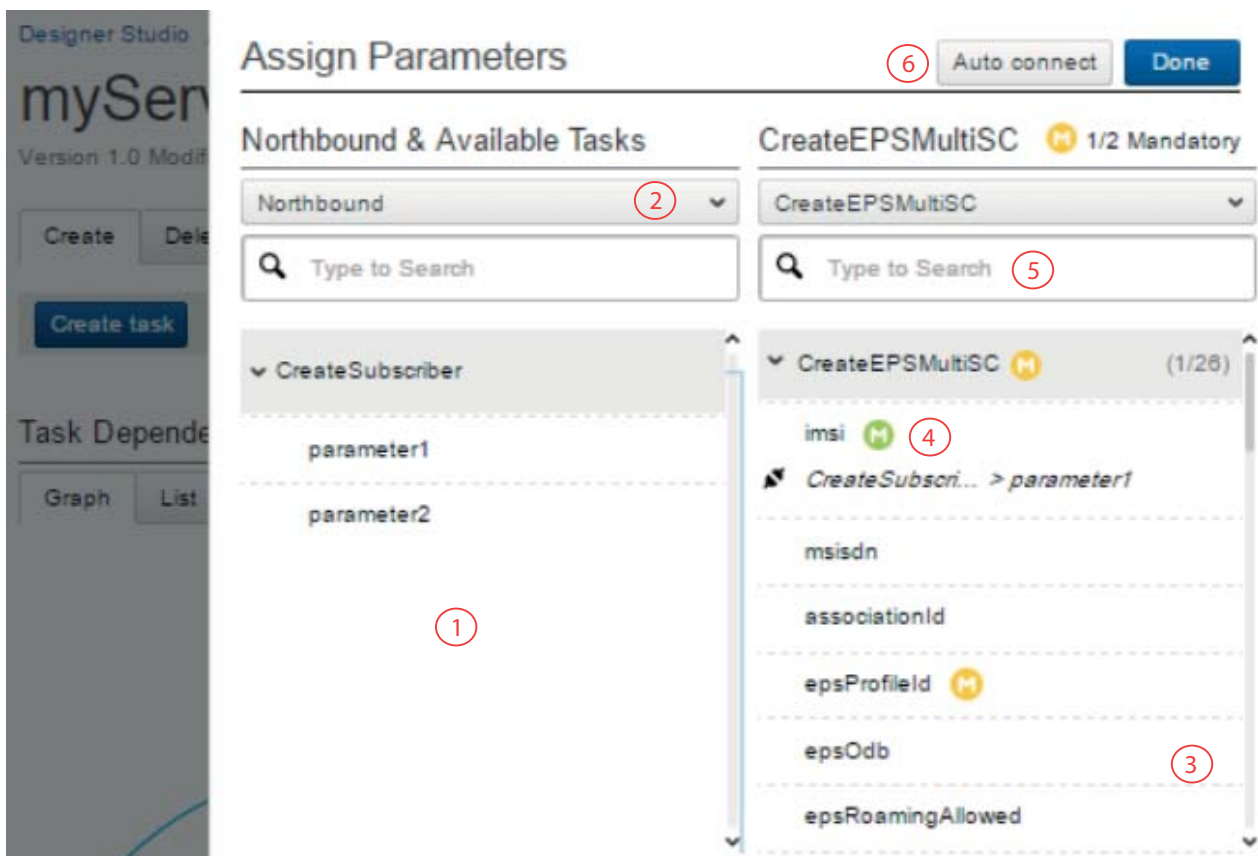 Designer Studio
myServ
Version 1.0 Modif
Create Dele
Create task
Task Depende
Graph List
Assign Parameters
6 Auto connect Done
Northbound & Available Tasks
Northbound 2
Type to Search
CreateSubscriber
parameter1
parameter2
1
CreateEPSMultiSC M 1/2 Mandatory
CreateEPSMultiSC
Type to Search 5
CreateEPSMultiSC M (1/26)
imsi M 4
CreateSubscri... > parameter1
msisdn
associationId
epsProfileId M
epsOdb
3
epsRoamingAllowed